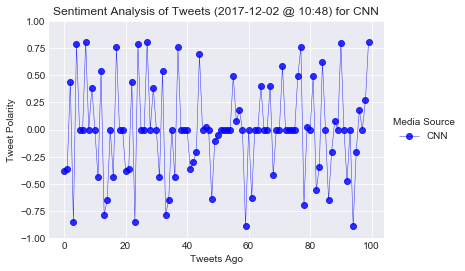 Sentiment Analysis of Tweets (2017-12-02 @ 10:48) for CNN
1.00
0.75
0.50
0.25
0.00
−0.25
−0.50
−0.75
−1.00
Tweet Polarity
0 20 40 60 80 100
Tweets Ago
Media Source
CNN